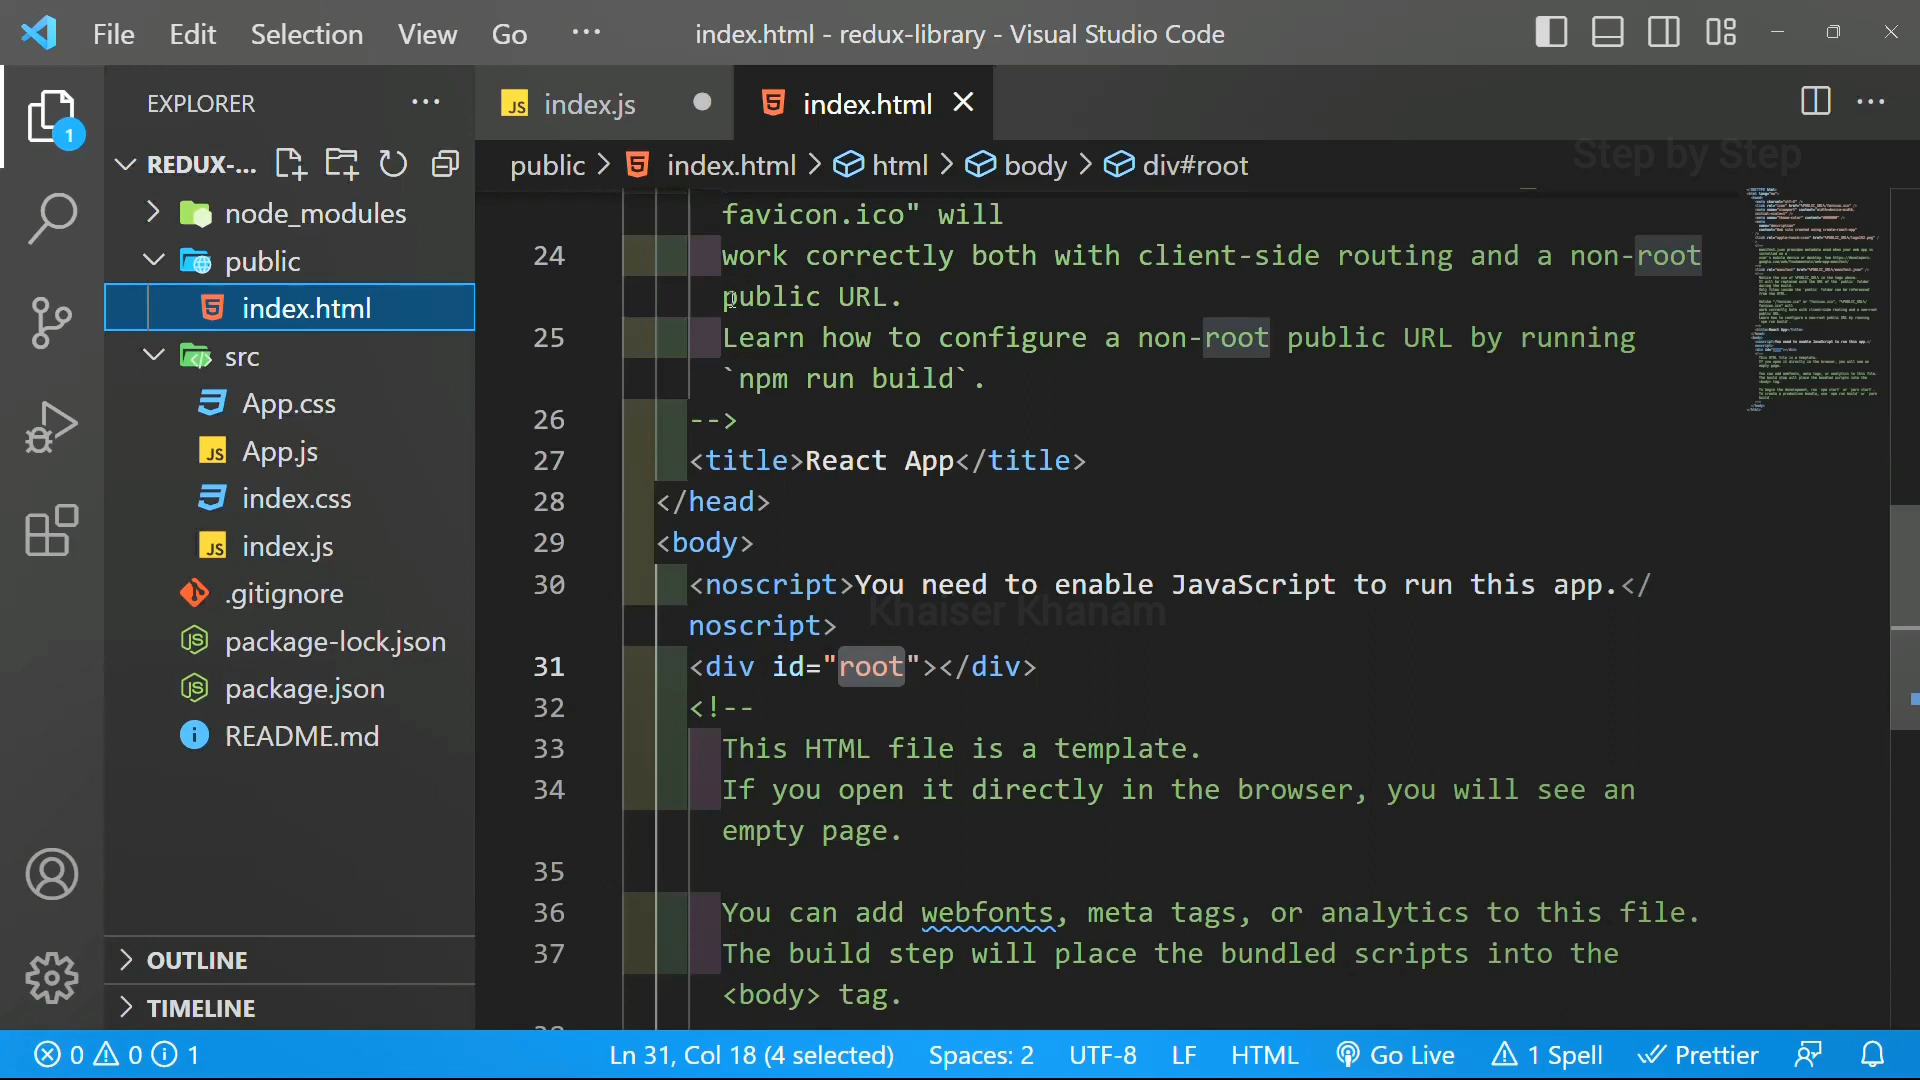 File Edit Selection View Go ··· index.html - redux-library - Visual Studio Code
EXPLORER ···
index.js
index.html
1
REDUX-...
public > index.html > html > body > div#root
Step by Step
node_modules
public
index.html
src
App.css
App.js
index.css
index.js
.gitignore
package-lock.json
package.json
README.md
OUTLINE
TIMELINE
favicon.ico" will
24 work correctly both with client-side routing and a non-root
public URL.
25 Learn how to configure a non-root public URL by running
`npm run build`.
26 -->
27 <title>React App</title>
28 </head>
29 <body>
30 <noscript>You need to enable JavaScript to run this app.</
noscript>
Khaiser Khanam
31 <div id="root"></div>
32 <!--
33 This HTML file is a template.
34 If you open it directly in the browser, you will see an
empty page.
35
36 You can add webfonts, meta tags, or analytics to this file.
37 The build step will place the bundled scripts into the
<body> tag.
0 0 1 Ln 31, Col 18 (4 selected) Spaces: 2 UTF-8 LF HTML Go Live 1 Spell Prettier